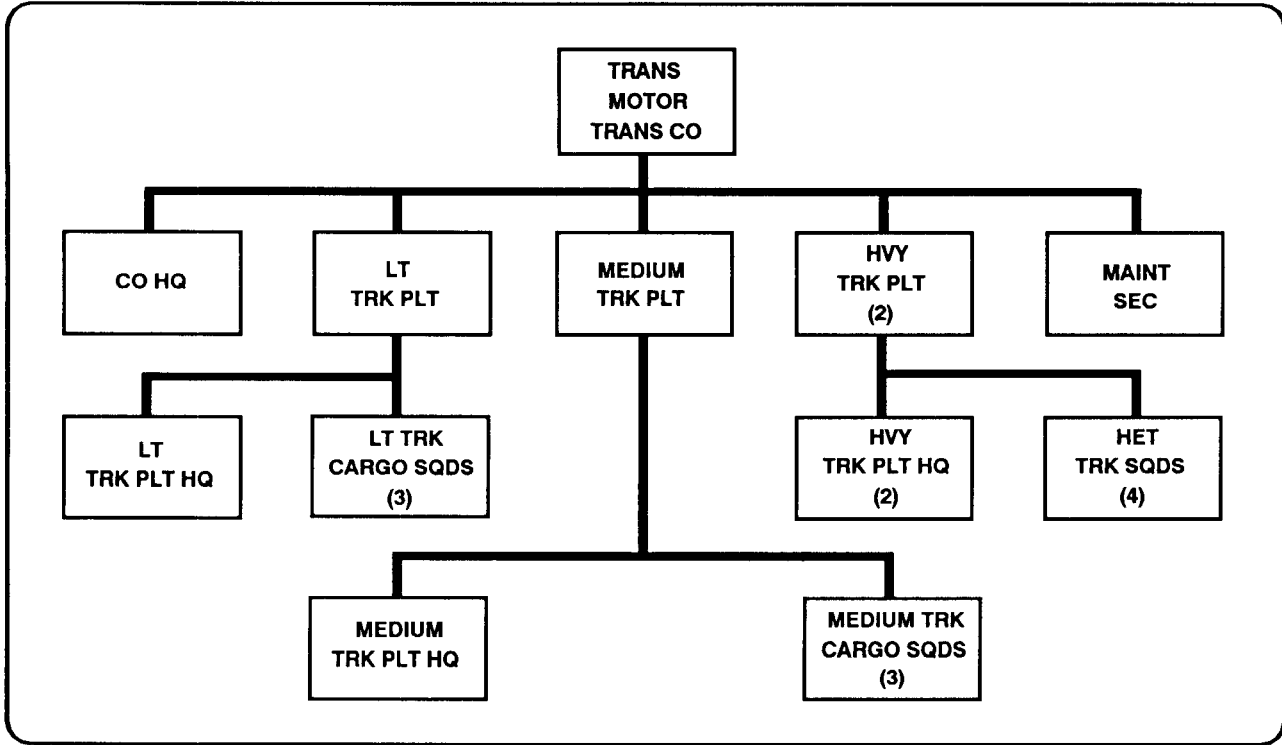 TRANS
MOTOR
TRANS CO
CO HQ
LT
TRK PLT
MEDIUM
TRK PLT
HVY
TRK PLT
(2)
MAINT
SEC
LT
TRK PLT HQ
LT TRK
CARGO SQDS
(3)
HVY
TRK PLT HQ
(2)
HET
TRK SQDS
(4)
MEDIUM
TRK PLT HQ
MEDIUM TRK
CARGO SQDS
(3)